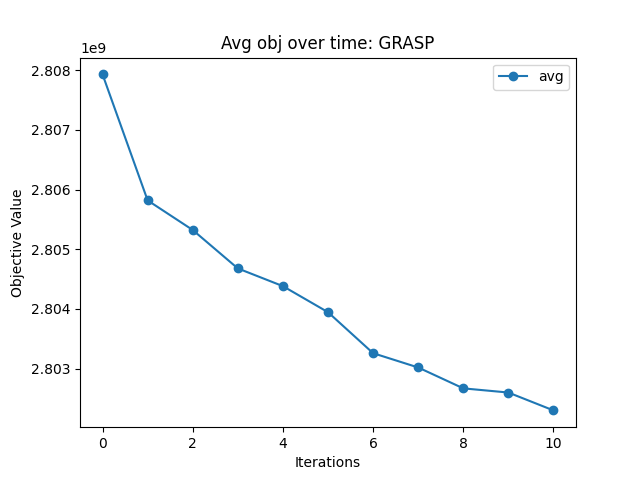 Avg obj over time: GRASP
1e9
avg
2.808
2.807
2.806
2.805
2.804
2.803
Objective Value
0 2 4 6 8 10
Iterations